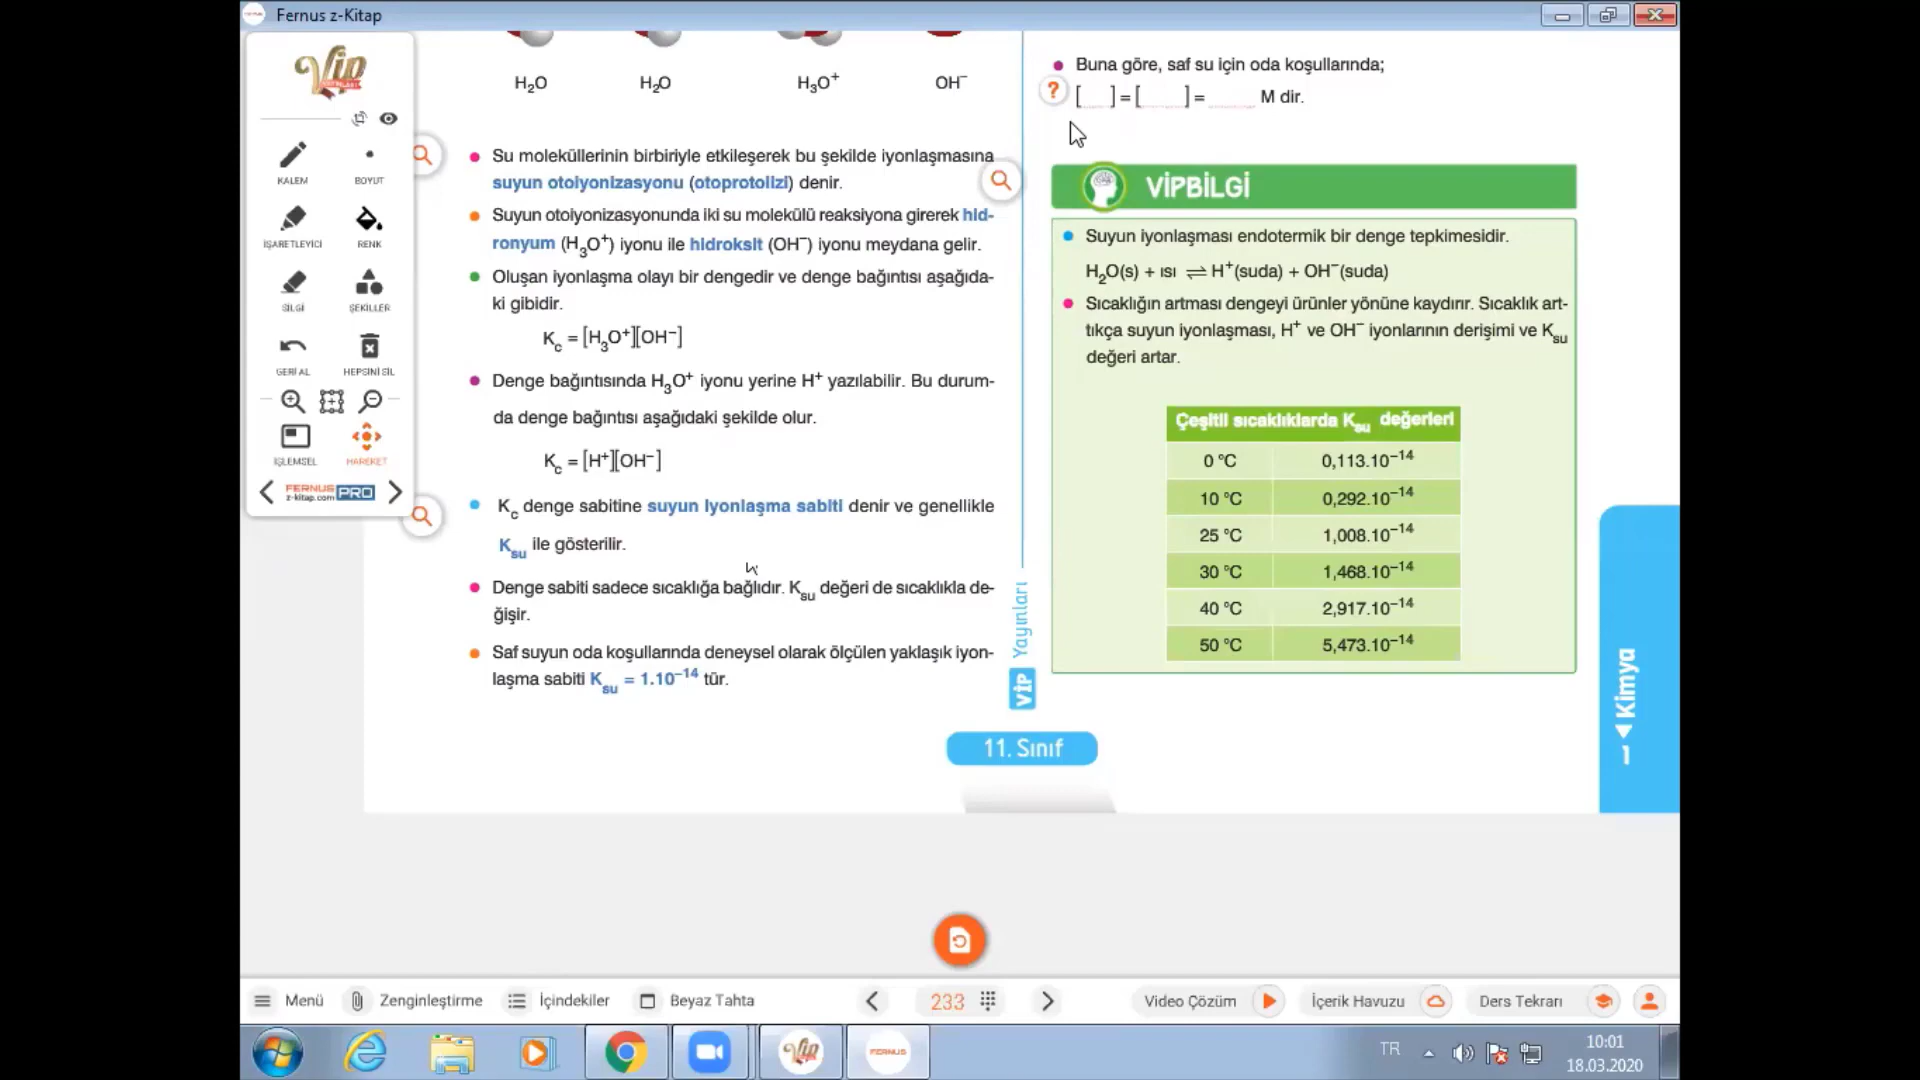 Fernus z-Kitap
Vip
KALEM
BOYUT
İŞARETLEYİCİ
RENK
SİLGİ
ŞEKİLLER
GERİ AL
HEPSİNİ SİL
İŞLEMSEL
HAREKET
FERNUS PRO
z-kitap.com
H₂O
H₂O
H₃O⁺
OH⁻
Su moleküllerinin birbiriyle etkileşerek bu şekilde iyonlaşmasına
suyun otoiyonizasyonu (otoprotolizi) denir.
Suyun otoiyonizasyonunda iki su molekülü reaksiyona girerek hid-
ronyum (H₃O⁺) iyonu ile hidroksit (OH⁻) iyonu meydana gelir.
Oluşan iyonlaşma olayı bir dengedir ve denge bağıntısı aşağıda-
ki gibidir.
Kc = [H₃O⁺][OH⁻]
Denge bağıntısında H₃O⁺ iyonu yerine H⁺ yazılabilir. Bu durum-
da denge bağıntısı aşağıdaki şekilde olur.
Kc = [H⁺][OH⁻]
Kc denge sabitine suyun iyonlaşma sabiti denir ve genellikle
Ksu ile gösterilir.
Denge sabiti sadece sıcaklığa bağlıdır. Ksu değeri de sıcaklıkla de-
ğişir.
Saf suyun oda koşullarında deneysel olarak ölçülen yaklaşık iyon-
laşma sabiti Ksu = 1.10⁻¹⁴ tür.
VİP Yayınları
11. Sınıf
Buna göre, saf su için oda koşullarında;
? [ ] = [ ] = M dir.
VİPBİLGİ
Suyun iyonlaşması endotermik bir denge tepkimesidir.
H₂O(s) + ısı ⇌ H⁺(suda) + OH⁻(suda)
Sıcaklığın artması dengeyi ürünler yönüne kaydırır. Sıcaklık art-
tıkça suyun iyonlaşması, H⁺ ve OH⁻ iyonlarının derişimi ve Ksu
değeri artar.
Çeşitli sıcaklıklarda Ksu değerleri
0 °C 0,113.10⁻¹⁴
10 °C 0,292.10⁻¹⁴
25 °C 1,008.10⁻¹⁴
30 °C 1,468.10⁻¹⁴
40 °C 2,917.10⁻¹⁴
50 °C 5,473.10⁻¹⁴
1 ◀ Kimya
Menü
Zenginleştirme
İçindekiler
Beyaz Tahta
233
Video Çözüm
İçerik Havuzu
Ders Tekrarı
Vip
FERNUS
TR
10:01
18.03.2020